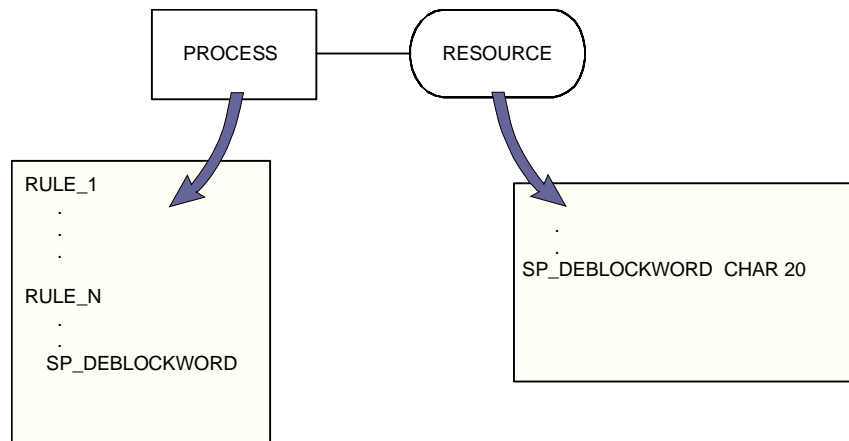 PROCESS
RESOURCE
RULE_1
.
.
.
RULE_N
.
.
SP_DEBLOCKWORD
.
.
SP_DEBLOCKWORD CHAR 20